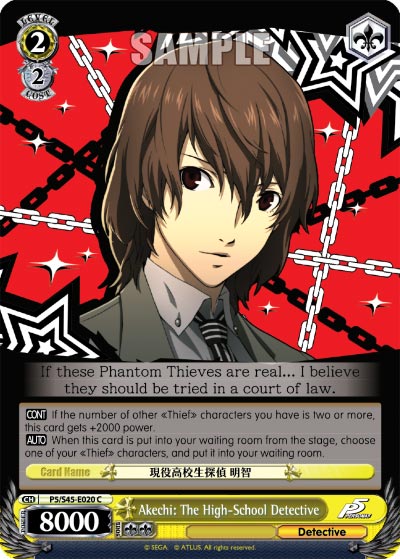 LEVEL
2
SAMPLE
2
COST
If these Phantom Thieves are real... I believe
they should be tried in a court of law.
CONT If the number of other «Thief» characters you have is two or more,
this card gets +2000 power.
AUTO When this card is put into your waiting room from the stage, choose
one of your «Thief» characters, and put it into your waiting room.
Card Name 現役高校生探偵 明智
CH P5/S45-E020 C Akechi: The High-School Detective P5 PERSONA5
8000 Detective
© SEGA. © ATLUS. All rights reserved.